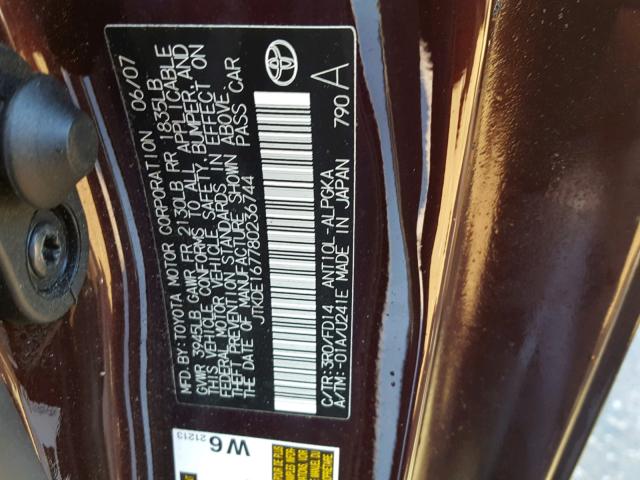 MFD.BY: TOYOTA MOTOR CORPORATION 06/07
GVWR 3245LB GAWR FR 2130LB RR 1835LB
THIS VEHICLE CONFORMS TO ALL APPLICABLE
FEDERAL MOTOR VEHICLE SAFETY, BUMPER, AND
THEFT PREVENTION STANDARDS IN EFFECT ON
THE DATE OF MANUFACTURE SHOWN ABOVE.
JTKDE167780236744 PASS CAR
C/TR:3R0/FD14 ANT10L-ALPGKA
A/TM:-01A/U241E MADE IN JAPAN 790 A
W6
21213